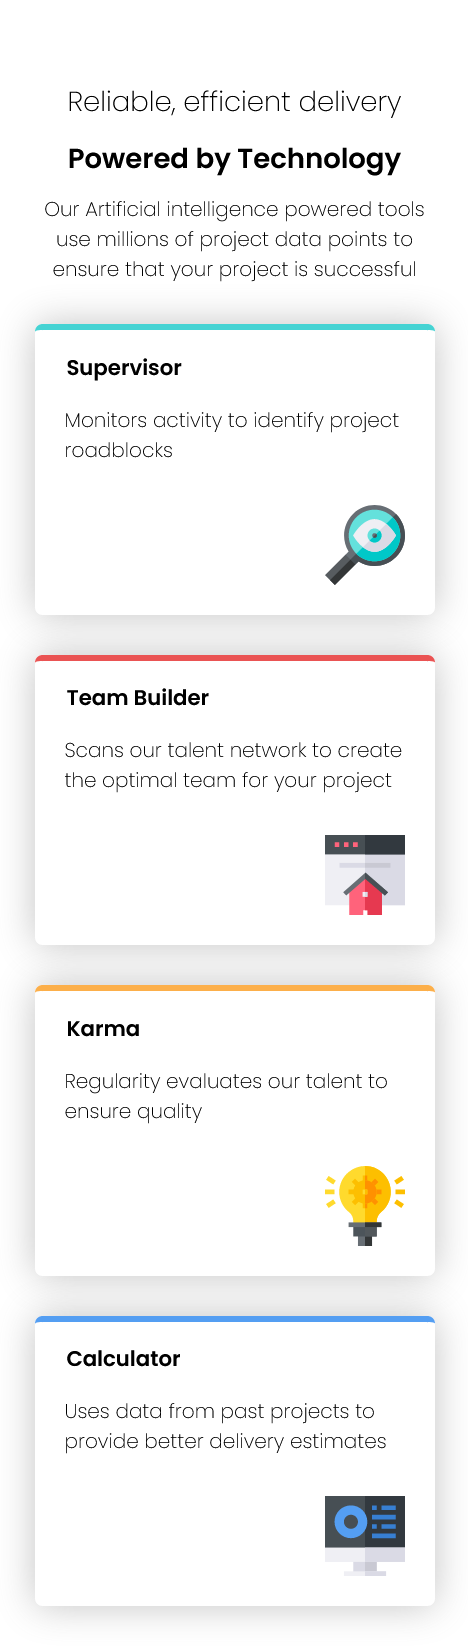 Reliable, efficient delivery
Powered by Technology
Our Artificial intelligence powered tools
use millions of project data points to
ensure that your project is successful
Supervisor
Monitors activity to identify project
roadblocks
Team Builder
Scans our talent network to create
the optimal team for your project
Karma
Regularity evaluates our talent to
ensure quality
Calculator
Uses data from past projects to
provide better delivery estimates